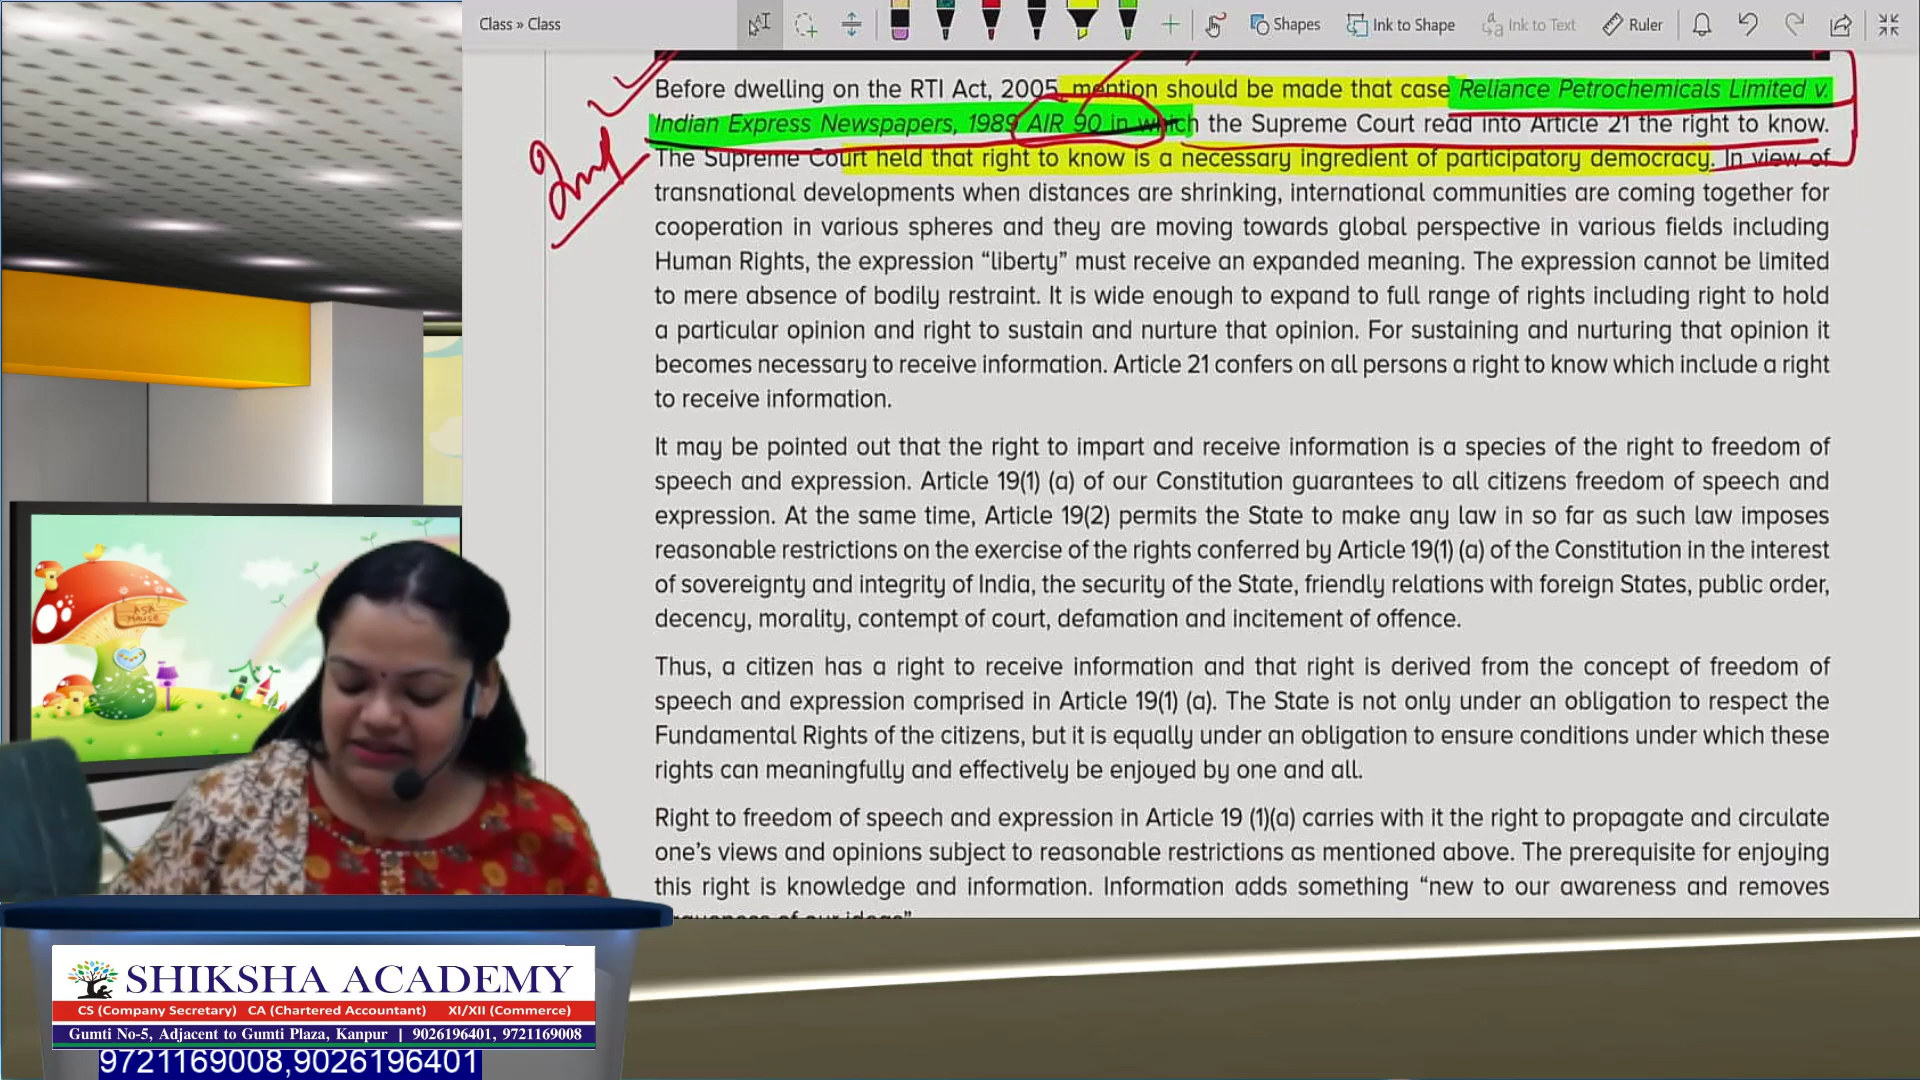 Class » Class
Shapes
Ink to Shape
Ink to Text
Ruler
Before dwelling on the RTI Act, 2005, mention should be made that case Reliance Petrochemicals Limited v.
Indian Express Newspapers, 1989 AIR 90 in which the Supreme Court read into Article 21 the right to know.
The Supreme Court held that right to know is a necessary ingredient of participatory democracy. In view of
transnational developments when distances are shrinking, international communities are coming together for
cooperation in various spheres and they are moving towards global perspective in various fields including
Human Rights, the expression “liberty” must receive an expanded meaning. The expression cannot be limited
to mere absence of bodily restraint. It is wide enough to expand to full range of rights including right to hold
a particular opinion and right to sustain and nurture that opinion. For sustaining and nurturing that opinion it
becomes necessary to receive information. Article 21 confers on all persons a right to know which include a right
to receive information.
Imp
It may be pointed out that the right to impart and receive information is a species of the right to freedom of
speech and expression. Article 19(1) (a) of our Constitution guarantees to all citizens freedom of speech and
expression. At the same time, Article 19(2) permits the State to make any law in so far as such law imposes
reasonable restrictions on the exercise of the rights conferred by Article 19(1) (a) of the Constitution in the interest
of sovereignty and integrity of India, the security of the State, friendly relations with foreign States, public order,
decency, morality, contempt of court, defamation and incitement of offence.
Thus, a citizen has a right to receive information and that right is derived from the concept of freedom of
speech and expression comprised in Article 19(1) (a). The State is not only under an obligation to respect the
Fundamental Rights of the citizens, but it is equally under an obligation to ensure conditions under which these
rights can meaningfully and effectively be enjoyed by one and all.
Right to freedom of speech and expression in Article 19 (1)(a) carries with it the right to propagate and circulate
one’s views and opinions subject to reasonable restrictions as mentioned above. The prerequisite for enjoying
this right is knowledge and information. Information adds something “new to our awareness and removes
of our ideas”
ASA
HAUSE
SHIKSHA ACADEMY
CS (Company Secretary) CA (Chartered Accountant) XI/XII (Commerce)
Gumti No-5, Adjacent to Gumti Plaza, Kanpur | 9026196401, 9721169008
9721169008,9026196401